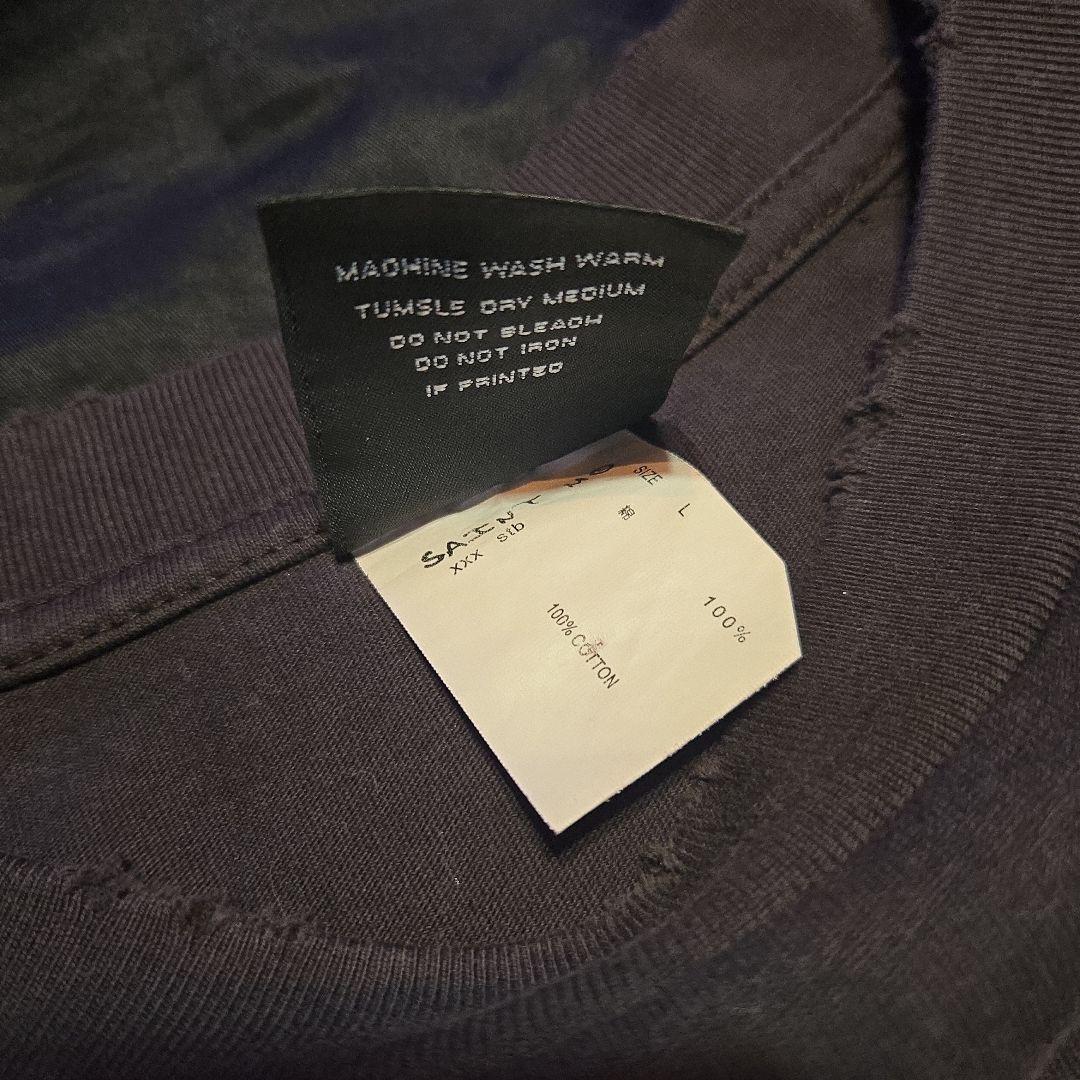 MACHINE WASH WARM
TUMBLE DRY MEDIUM
DO NOT BLEACH
DO NOT IRON
IF PRINTED
SIZE L
綿 100%
xxx stb
100% COTTON